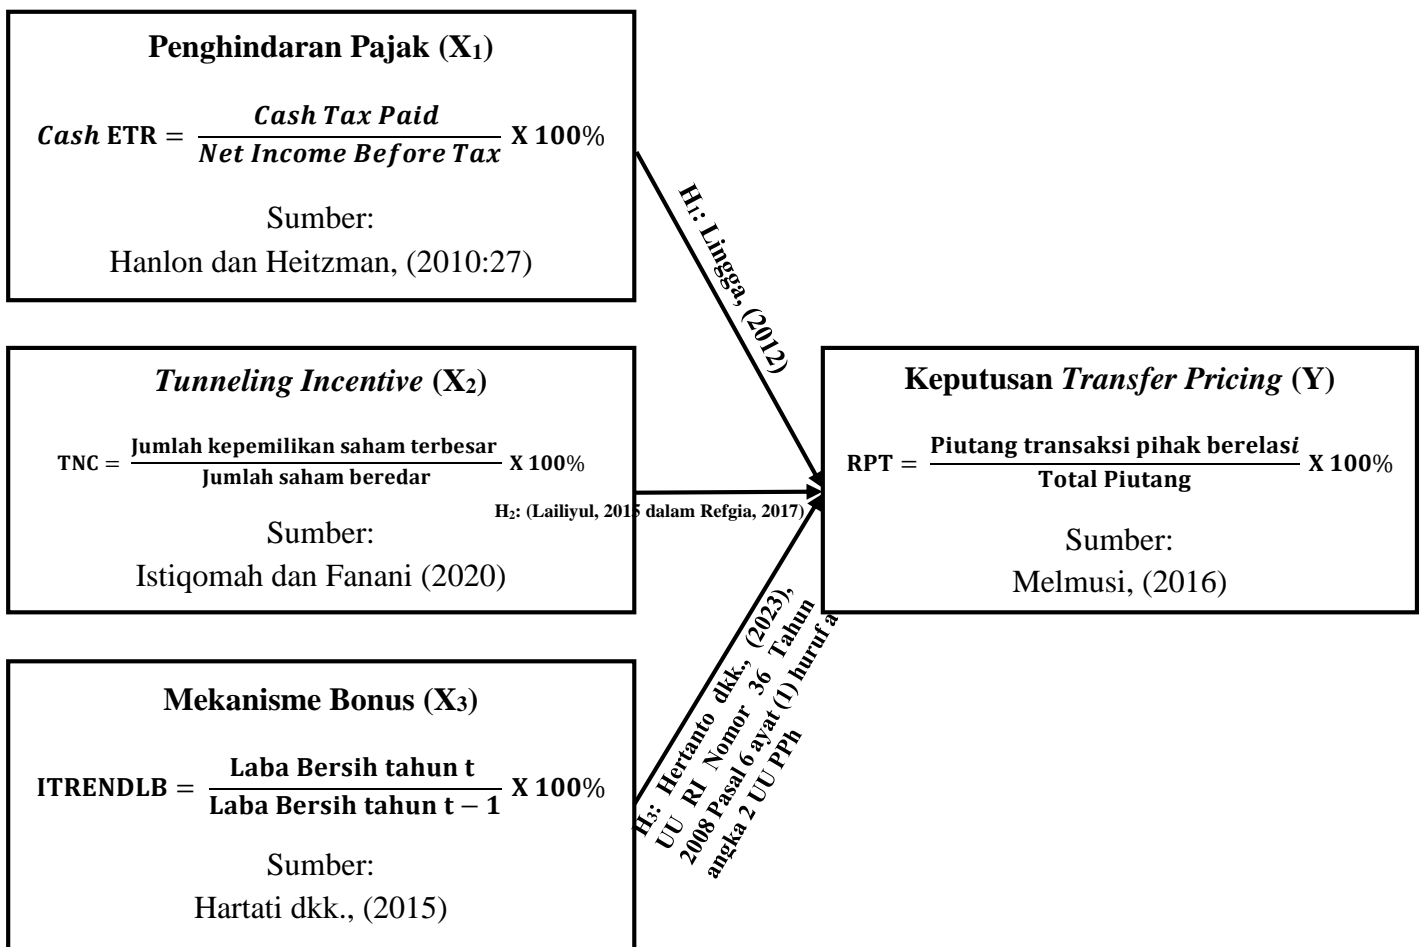 Penghindaran Pajak (X₁)
Cash ETR = Cash Tax Paid / Net Income Before Tax X 100%
Sumber:
Hanlon dan Heitzman, (2010:27)
H₁: Lingga, (2012)
Tunneling Incentive (X₂)
TNC = Jumlah kepemilikan saham terbesar / Jumlah saham beredar X 100%
Sumber:
Istiqomah dan Fanani (2020)
H₂: (Lailiyul, 2015 dalam Refgia, 2017)
Keputusan Transfer Pricing (Y)
RPT = Piutang transaksi pihak berelasi / Total Piutang X 100%
Sumber:
Melmusi, (2016)
Mekanisme Bonus (X₃)
ITRENDLB = Laba Bersih tahun t / Laba Bersih tahun t − 1 X 100%
Sumber:
Hartati dkk., (2015)
H₃: Hertanto dkk., (2023),
UU RI Nomor 36 Tahun
2008 Pasal 6 ayat (1) huruf a
angka 2 UU PPh